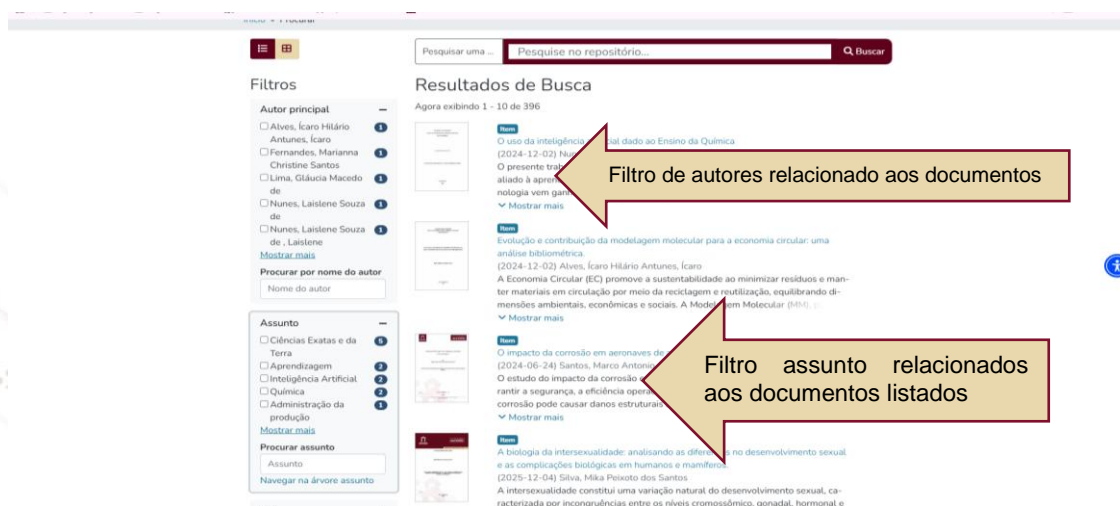 Início > Procurar
Pesquisar uma ...
Pesquise no repositório...
Buscar
Filtros
Autor principal
Alves, Ícaro Hilário
Antunes, Ícaro
1
Fernandes, Marianna
Christine Santos
1
Lima, Gláucia Macedo
de
1
Nunes, Laislene Souza
de
1
Nunes, Laislene Souza
de , Laislene
1
Mostrar mais
Procurar por nome do autor
Nome do autor
Assunto
Ciências Exatas e da
Terra
5
Aprendizagem
2
Inteligência Artificial
2
Química
2
Administração da
produção
1
Mostrar mais
Procurar assunto
Assunto
Navegar na árvore assunto
Resultados de Busca
Agora exibindo 1 - 10 de 396
Item
O uso da inteligência cial dado ao Ensino da Química
(2024-12-02)
O presente
aliado à
nologia vem
Mostrar mais
Filtro de autores relacionado aos documentos
Item
Evolução e contribuição da modelagem molecular para a economia circular: uma
análise bibliométrica.
(2024-12-02) Alves, Ícaro Hilário Antunes, Ícaro
A Economia Circular (EC) promove a sustentabilidade ao minimizar resíduos e man-
ter materiais em circulação por meio da reciclagem e reutilização, equilibrando di-
mensões ambientais, econômicas e sociais. A Molecular (MM),
Mostrar mais
Item
O impacto da corrosão em aeronaves de
(2024-06-24) Santos, Marco Antonio
O estudo do impacto da corrosão
rantir a segurança, a eficiência
corrosão pode causar danos estruturais
Mostrar mais
Filtro assunto relacionados
aos documentos listados
Item
A biologia da intersexualidade: analisando as no desenvolvimento sexual
e as complicações biológicas em humanos e mamíferos.
(2025-12-04) Silva, Mika Peixoto dos Santos
A intersexualidade constitui uma variação natural do desenvolvimento sexual, ca-
racterizada por incongruências entre os níveis cromossômico, gonadal, hormonal e